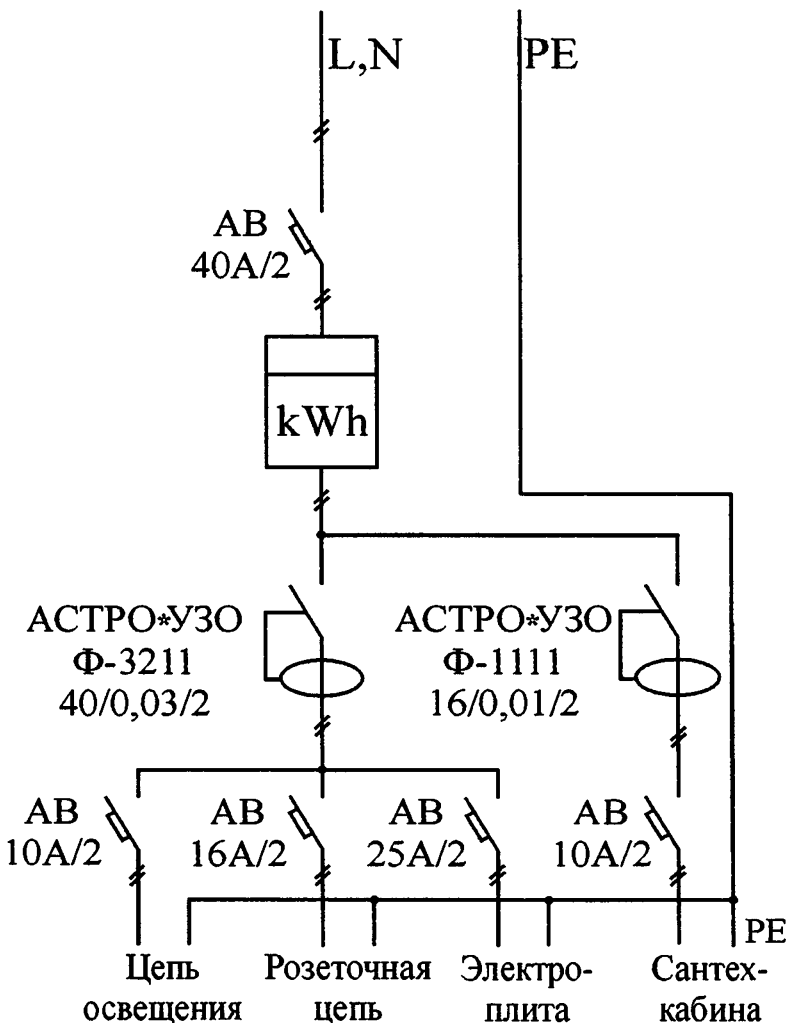 L,N
PE
АВ
40А/2
kWh
АСТРО*УЗО
Ф-3211
40/0,03/2
АСТРО*УЗО
Ф-1111
16/0,01/2
АВ
10А/2
АВ
16А/2
АВ
25А/2
АВ
10А/2
PE
Цепь
освещения
Розеточная
цепь
Электро-
плита
Сантех-
кабина